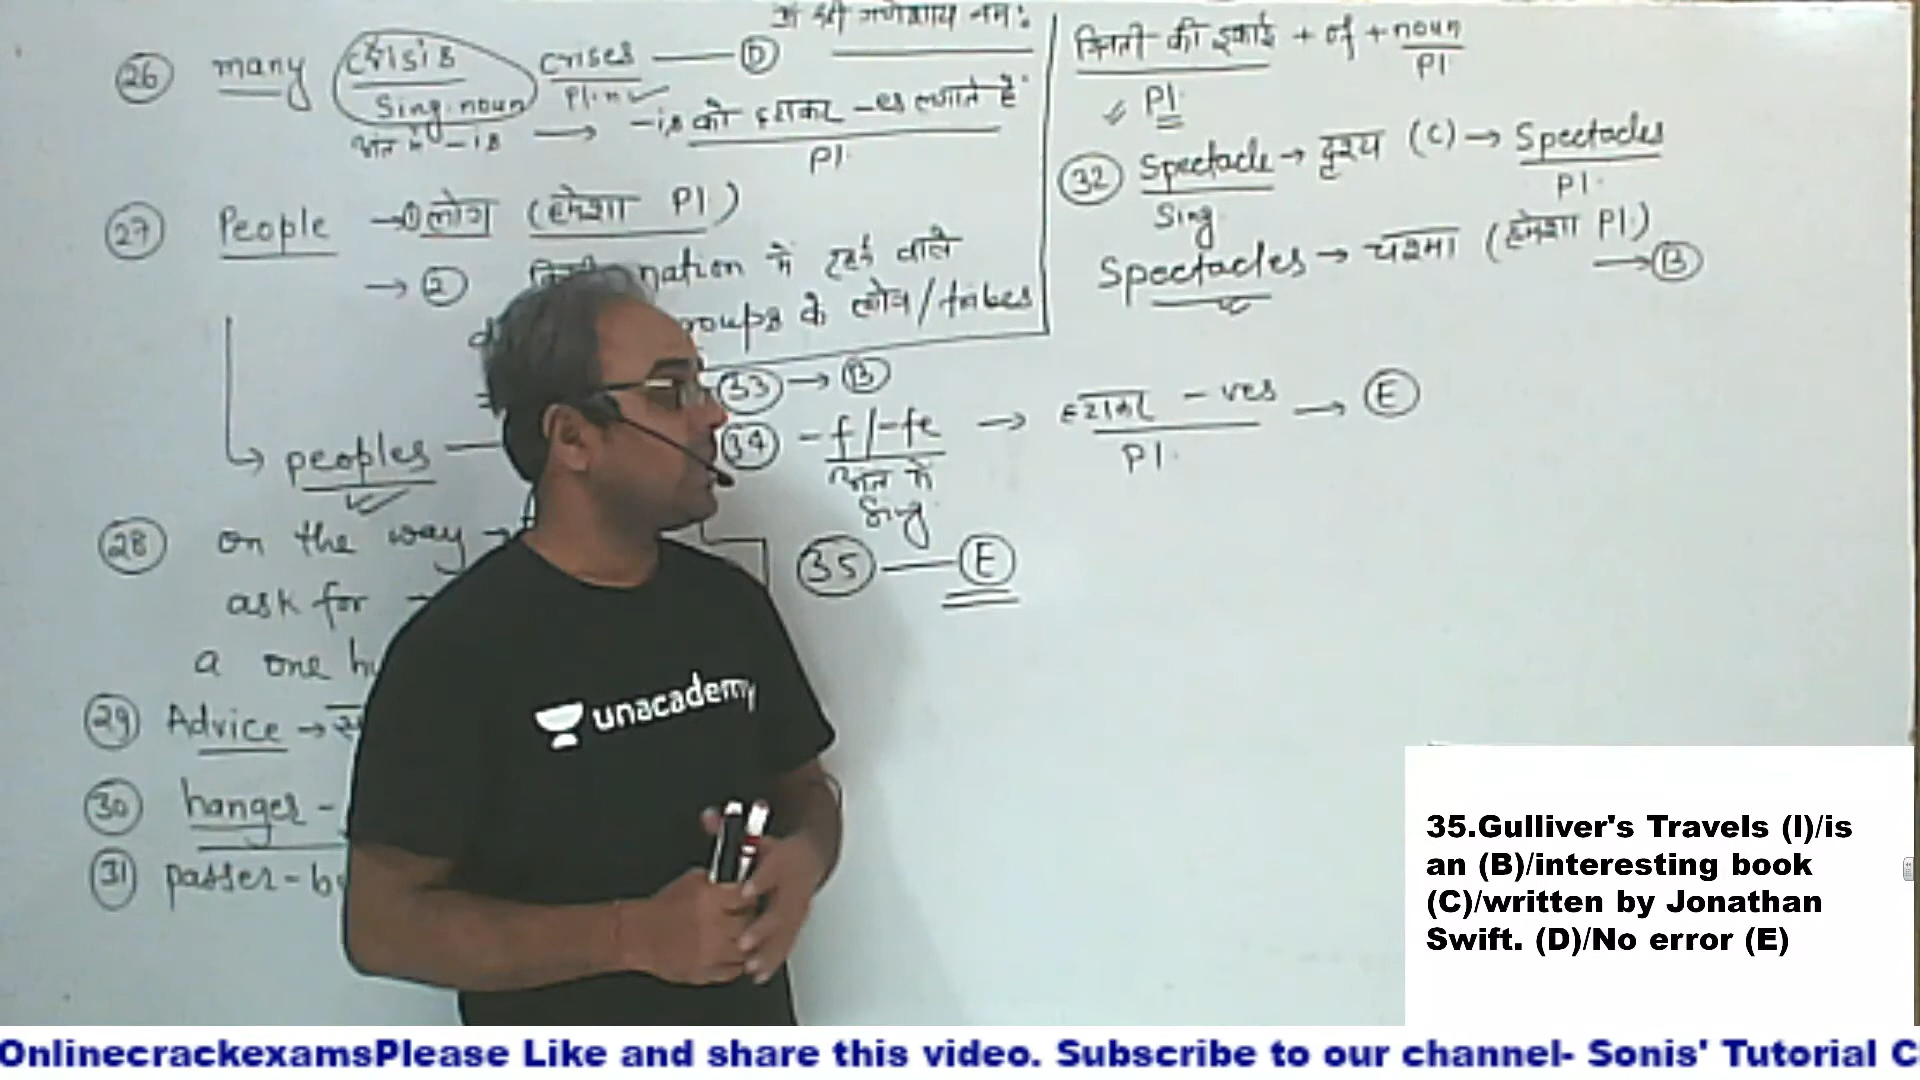 ॐ श्री गणेशाय नमः
26 many crisis crises — D
Sing. noun Pl. n
अंत में -is → -is को हटाकर -es लगाते हैं
Pl.
27 People → ① लोग (हमेशा Pl)
→ ② nation में रहने वाले
groups के लोग/tribes
↳ peoples —
28 on the way →
ask for →
a one
29 Advice →
30 hanger -
31 passer-by
गिनती की इकाई + of + noun
Pl Pl
32 Spectacle → दृश्य (C) → Spectacles
Sing Pl.
Spectacles → चश्मा (हमेशा Pl.)
→ B
33 → B
34 -f/-fe → हटाकर -ves → E
अंत में Pl.
Sing.
35 — E
unacademy
35.Gulliver's Travels (I)/is
an (B)/interesting book
(C)/written by Jonathan
Swift. (D)/No error (E)
OnlinecrackexamsPlease Like and share this video. Subscribe to our channel- Sonis' Tutorial C